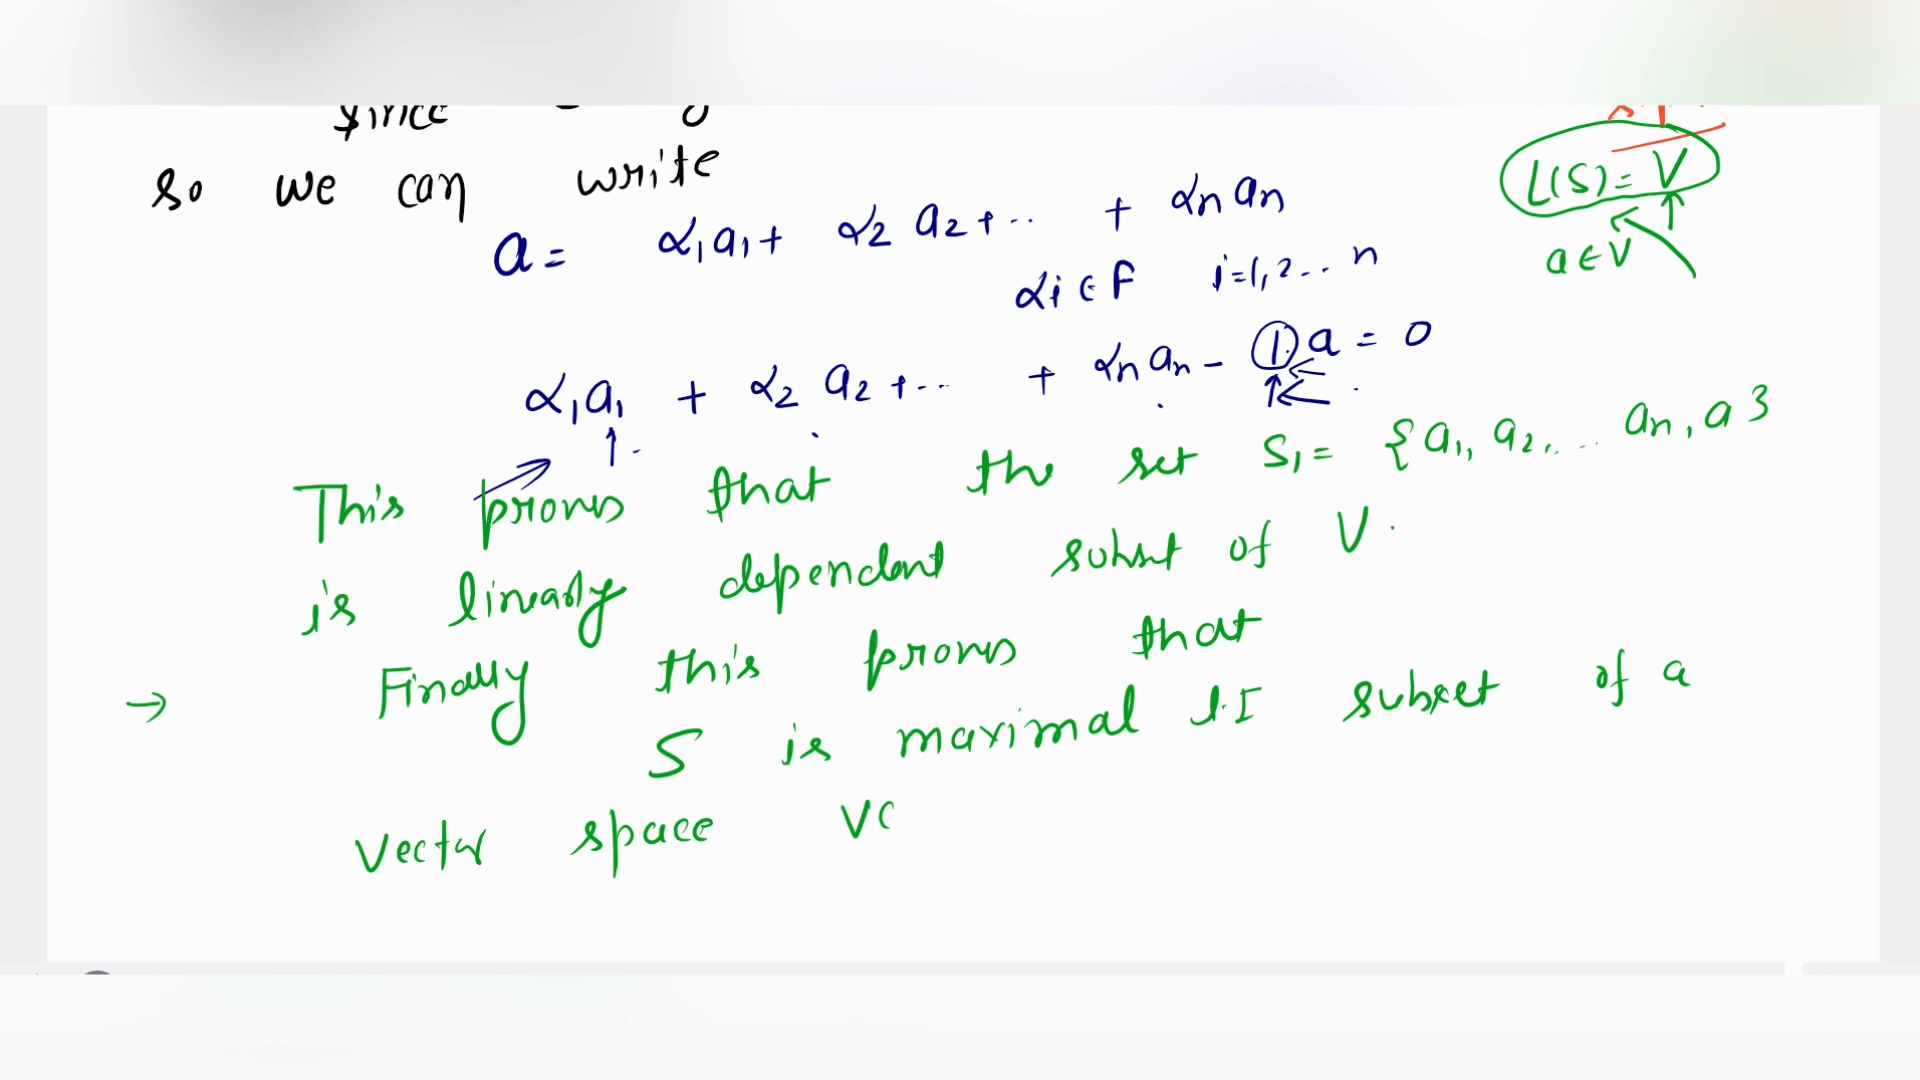 since
so we can write
L(S) = V
a ∈ V
a = α₁a₁ + α₂ a₂ + ... + αₙ aₙ
αi ∈ F i=1,2... n
α₁a₁ + α₂ a₂ + ... + αₙ aₙ - 1.a = 0
This proves that the set S₁ = {a₁, a₂, ... aₙ, a}
is linearly dependent subset of V.
→ Finally this proves that
S is maximal L.I subset of a
vector space V(